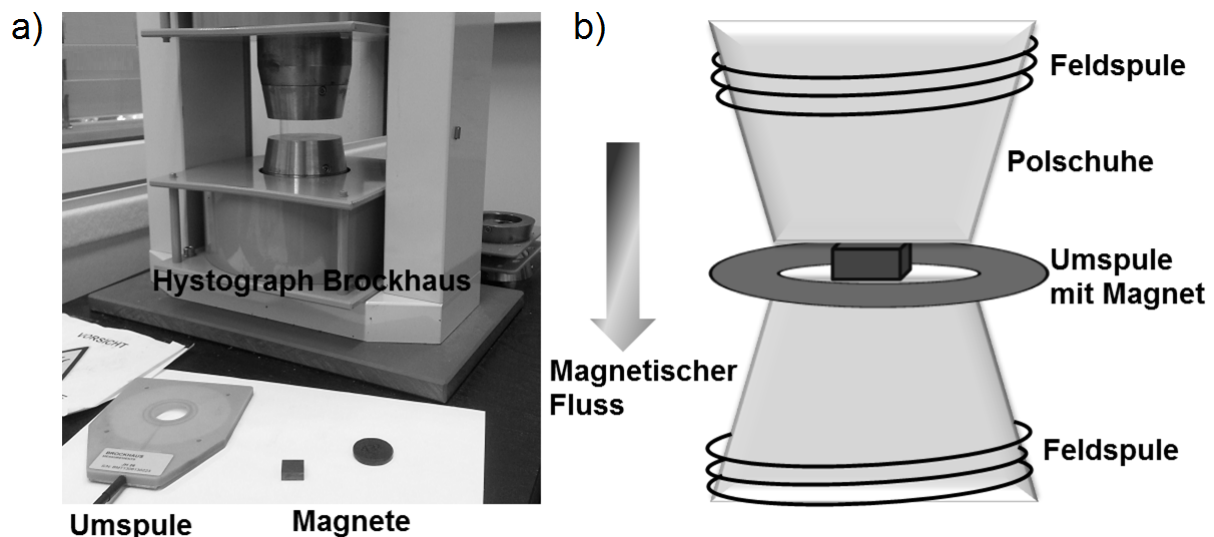 a)
Hystograph Brockhaus
VORSICHT
BROCKHAUS
Umspule
Magnete
b)
Feldspule
Polschuhe
Umspule
mit Magnet
Magnetischer
Fluss
Feldspule